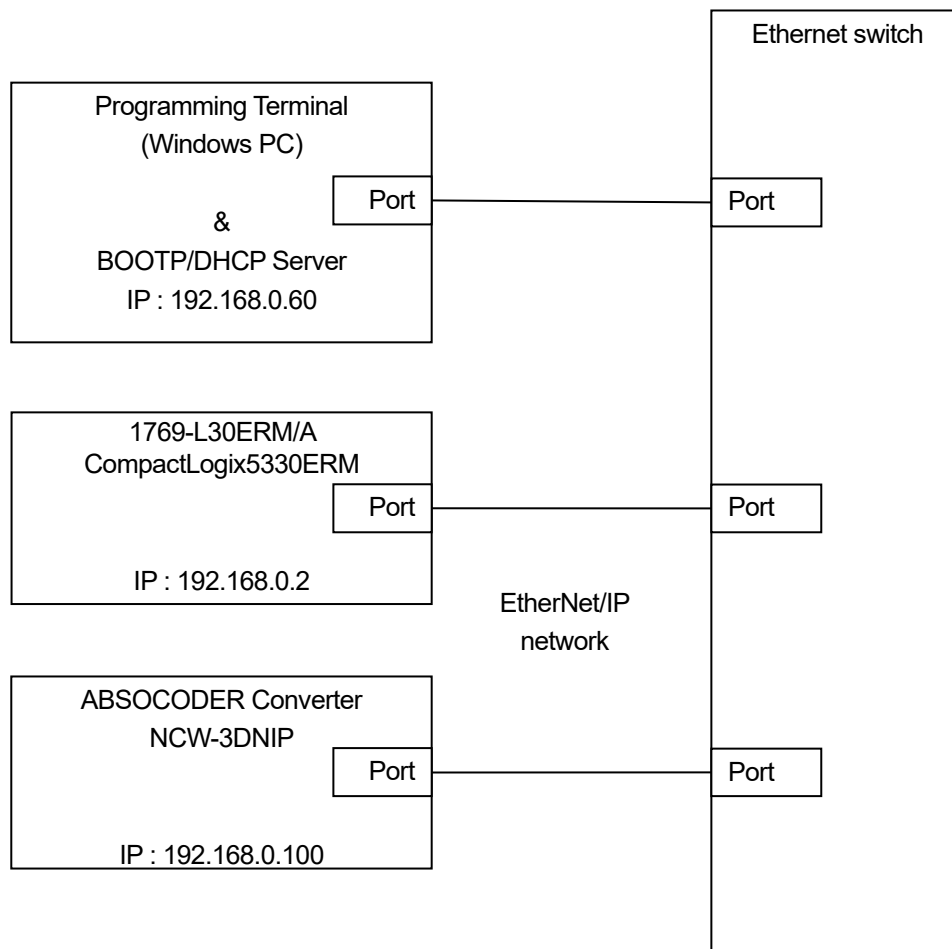 Ethernet switch
Programming Terminal
(Windows PC)
Port
Port
&
BOOTP/DHCP Server
IP : 192.168.0.60
1769-L30ERM/A
CompactLogix5330ERM
Port
Port
IP : 192.168.0.2
EtherNet/IP
network
ABSOCODER Converter
NCW-3DNIP
Port
Port
IP : 192.168.0.100